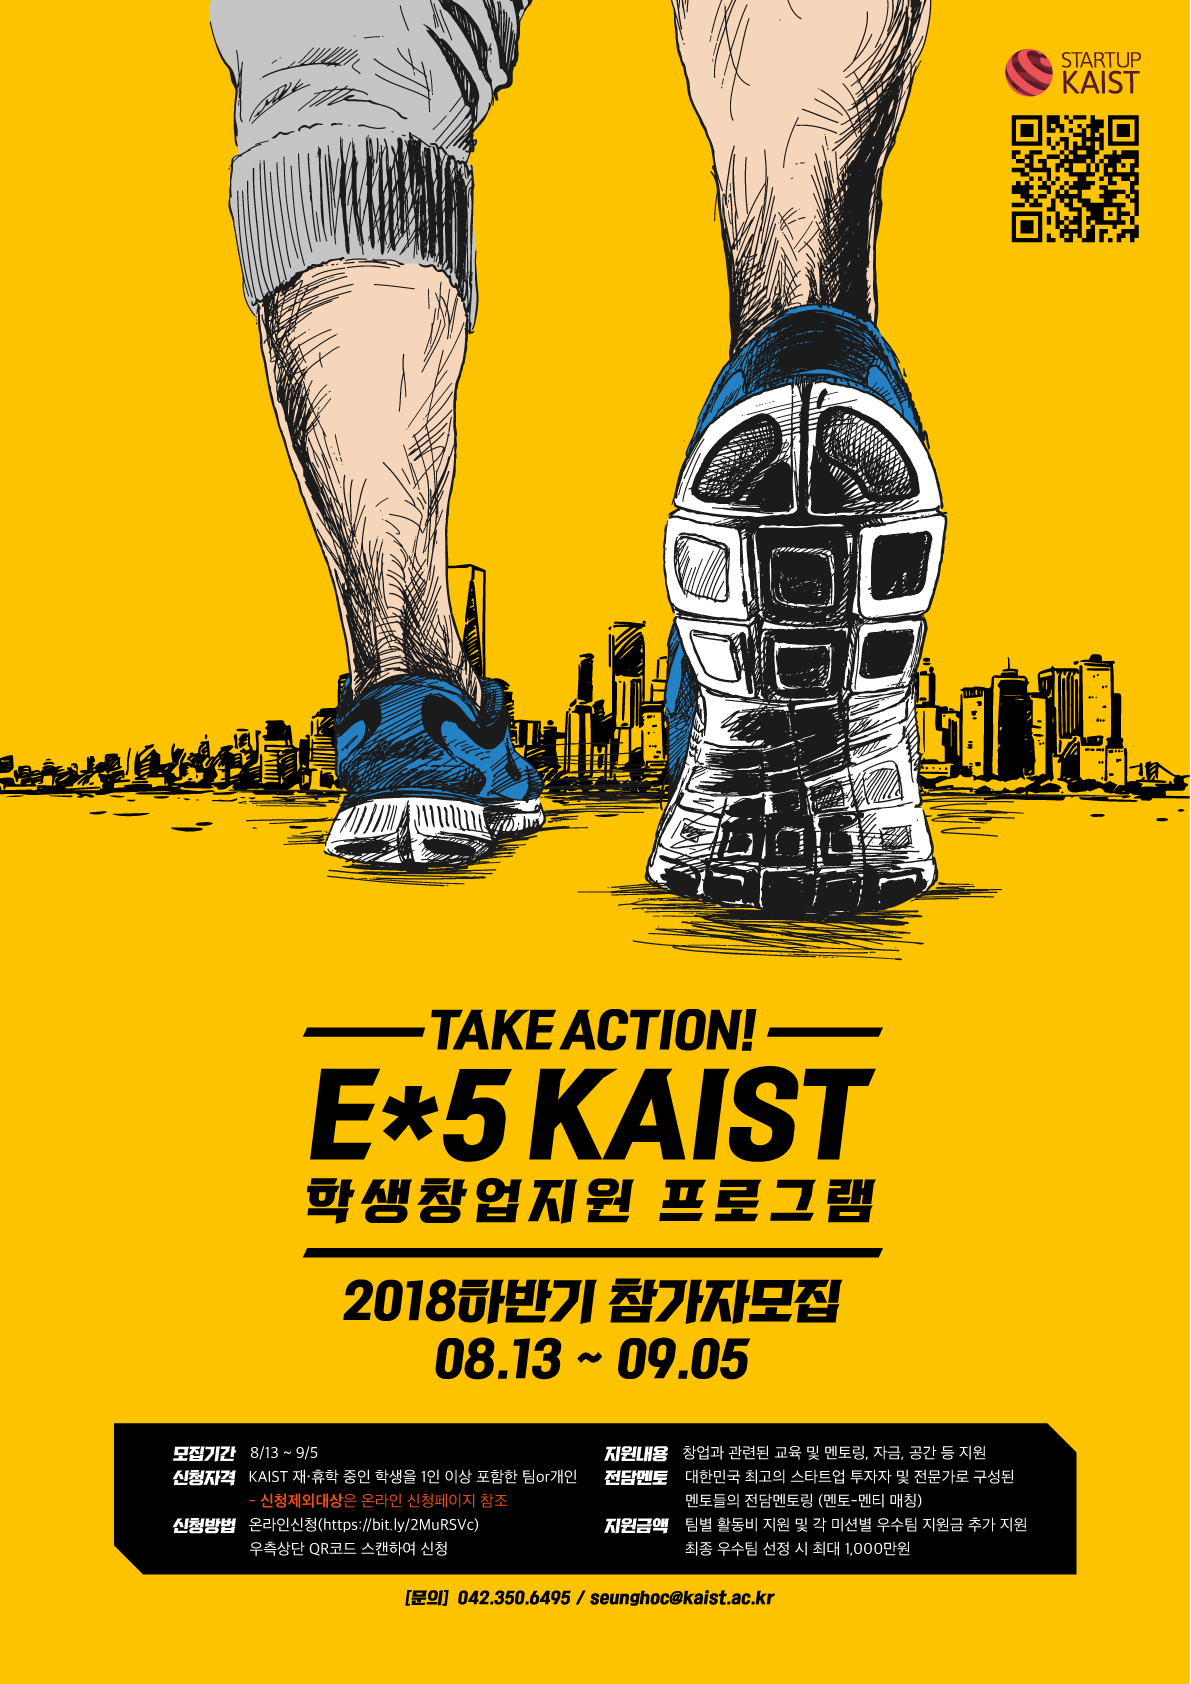 STARTUP
KAIST
TAKE ACTION!
E*5 KAIST
학생창업지원 프로그램
2018하반기 참가자모집
08.13 ~ 09.05
모집기간 8/13 ~ 9/5
신청자격 KAIST 재·휴학 중인 학생을 1인 이상 포함한 팀or개인
- 신청제외대상은 온라인 신청페이지 참조
신청방법 온라인신청(https://bit.ly/2MuRSVc)
우측상단 QR코드 스캔하여 신청
지원내용 창업과 관련된 교육 및 멘토링, 자금, 공간 등 지원
전담멘토 대한민국 최고의 스타트업 투자자 및 전문가로 구성된
멘토들의 전담멘토링 (멘토-멘티 매칭)
지원금액 팀별 활동비 지원 및 각 미션별 우수팀 지원금 추가 지원
최종 우수팀 선정 시 최대 1,000만원
[문의] 042.350.6495 / seunghoc@kaist.ac.kr